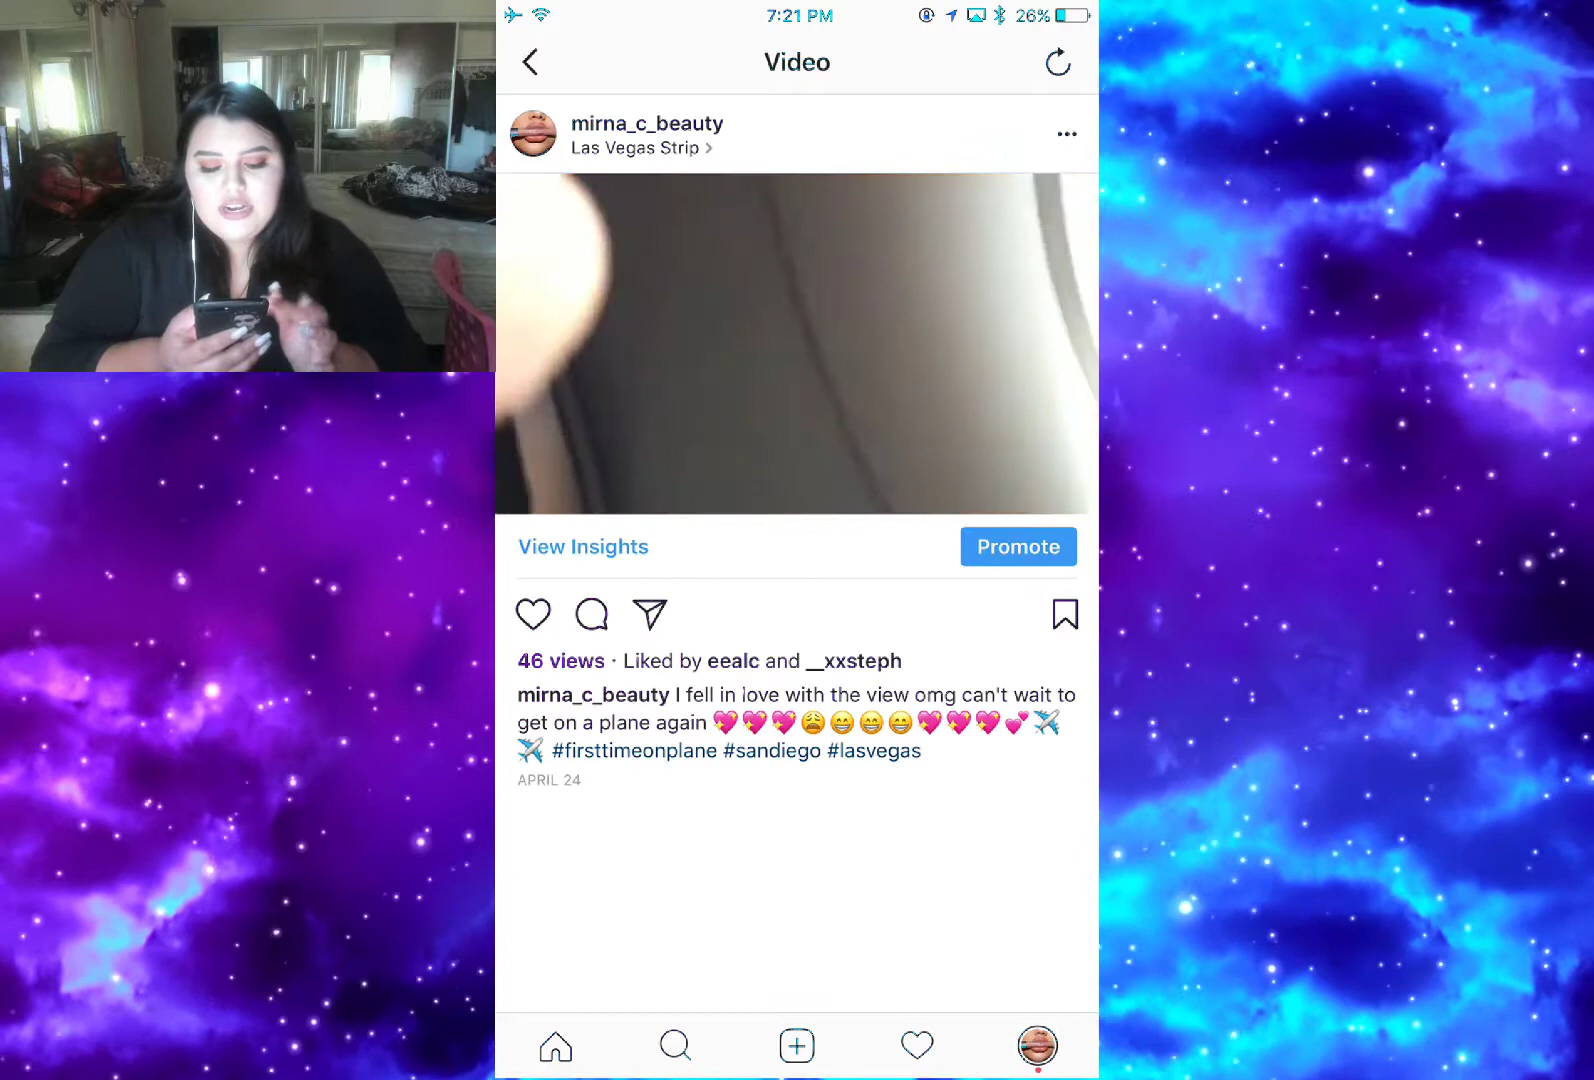 7:21 PM
26%
Video
mirna_c_beauty
Las Vegas Strip >
View Insights
Promote
46 views · Liked by eealc and __xxsteph
mirna_c_beauty I fell in love with the view omg can't wait to
get on a plane again 💖💖💖😩😁😁😁💖💖💖💕✈️
✈️ #firsttimeonplane #sandiego #lasvegas
APRIL 24